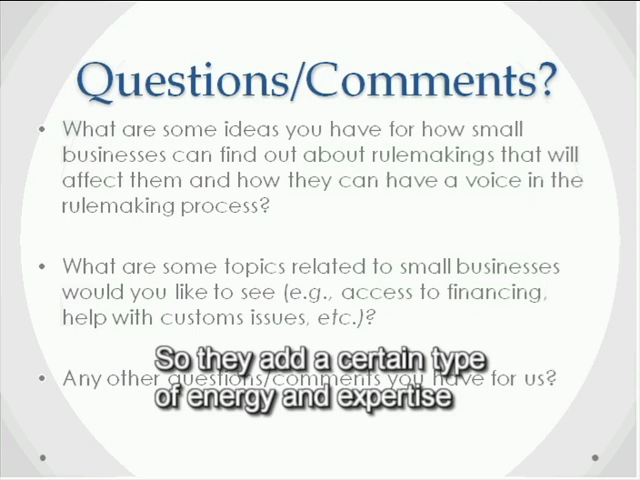 Questions/Comments?
• What are some ideas you have for how small
businesses can find out about rulemakings that will
affect them and how they can have a voice in the
rulemaking process?
• What are some topics related to small businesses
would you like to see (e.g., access to financing,
help with customs issues, etc.)?
• Any other questions/comments you have for us?
So they add a certain type
of energy and expertise